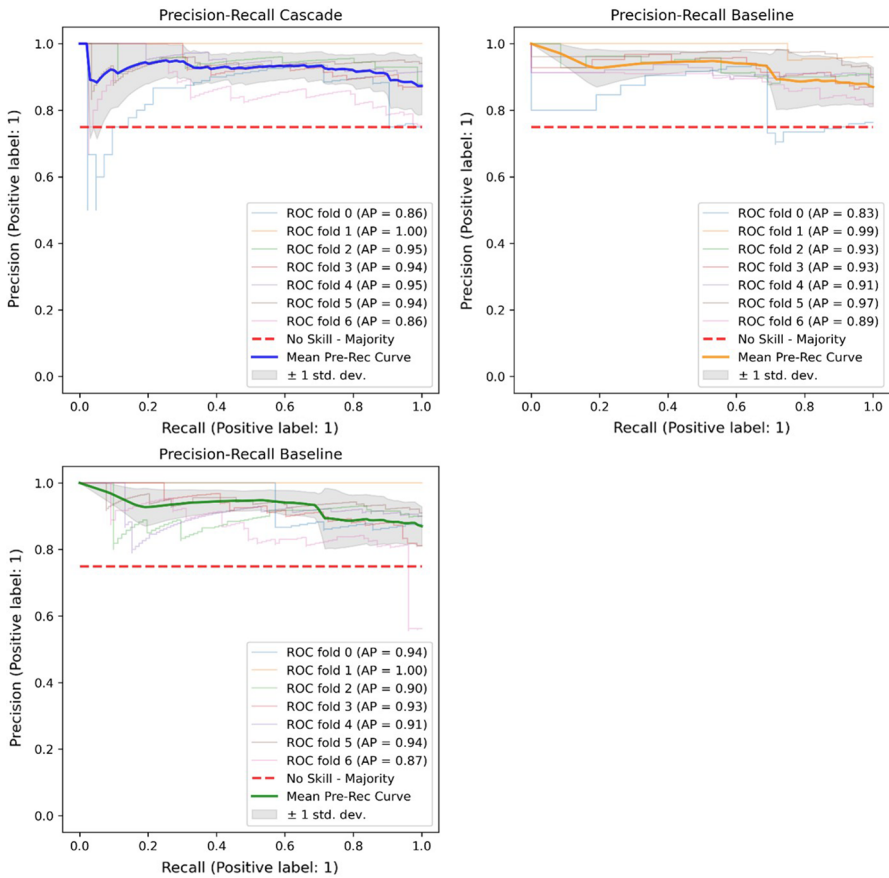 Precision-Recall Cascade
Precision (Positive label: 1)
1.0
0.8
0.6
0.4
0.2
0.0
ROC fold 0 (AP = 0.86)
ROC fold 1 (AP = 1.00)
ROC fold 2 (AP = 0.95)
ROC fold 3 (AP = 0.94)
ROC fold 4 (AP = 0.95)
ROC fold 5 (AP = 0.94)
ROC fold 6 (AP = 0.86)
No Skill - Majority
Mean Pre-Rec Curve
± 1 std. dev.
0.0 0.2 0.4 0.6 0.8 1.0
Recall (Positive label: 1)
Precision-Recall Baseline
Precision (Positive label: 1)
1.0
0.8
0.6
0.4
0.2
0.0
ROC fold 0 (AP = 0.83)
ROC fold 1 (AP = 0.99)
ROC fold 2 (AP = 0.93)
ROC fold 3 (AP = 0.93)
ROC fold 4 (AP = 0.91)
ROC fold 5 (AP = 0.97)
ROC fold 6 (AP = 0.89)
No Skill - Majority
Mean Pre-Rec Curve
± 1 std. dev.
0.0 0.2 0.4 0.6 0.8 1.0
Recall (Positive label: 1)
Precision-Recall Baseline
Precision (Positive label: 1)
1.0
0.8
0.6
0.4
0.2
0.0
ROC fold 0 (AP = 0.94)
ROC fold 1 (AP = 1.00)
ROC fold 2 (AP = 0.90)
ROC fold 3 (AP = 0.93)
ROC fold 4 (AP = 0.91)
ROC fold 5 (AP = 0.94)
ROC fold 6 (AP = 0.87)
No Skill - Majority
Mean Pre-Rec Curve
± 1 std. dev.
0.0 0.2 0.4 0.6 0.8 1.0
Recall (Positive label: 1)